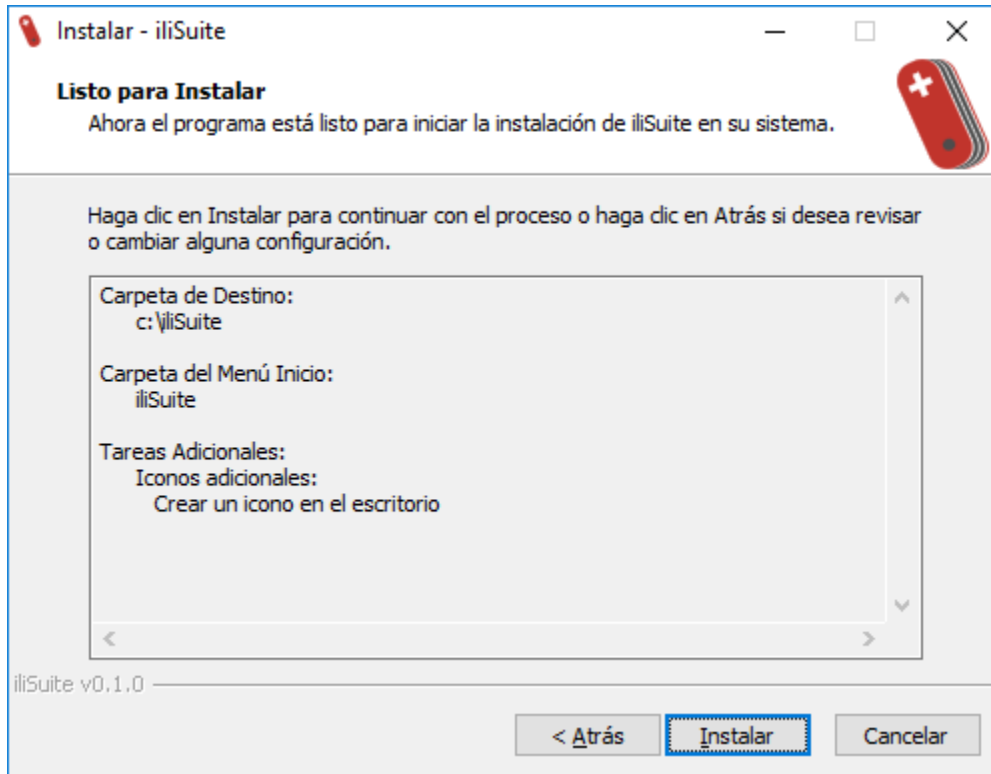 Instalar - iliSuite
Listo para Instalar
Ahora el programa está listo para iniciar la instalación de iliSuite en su sistema.
Haga clic en Instalar para continuar con el proceso o haga clic en Atrás si desea revisar
o cambiar alguna configuración.
Carpeta de Destino:
c:\iliSuite
Carpeta del Menú Inicio:
iliSuite
Tareas Adicionales:
Iconos adicionales:
Crear un icono en el escritorio
iliSuite v0.1.0
< Atrás
Instalar
Cancelar